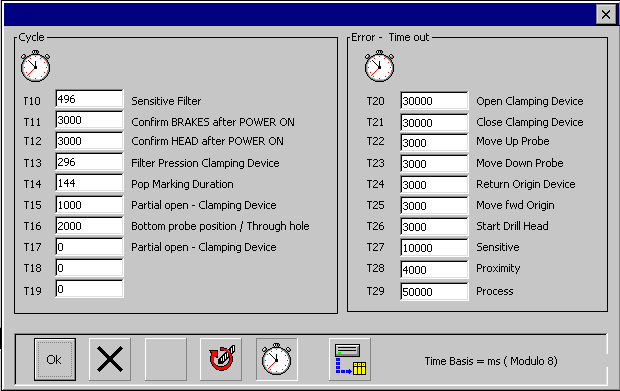 Cycle
T10 496 Sensitive Filter
T11 3000 Confirm BRAKES after POWER ON
T12 3000 Confirm HEAD after POWER ON
T13 296 Filter Pression Clamping Device
T14 144 Pop Marking Duration
T15 1000 Partial open - Clamping Device
T16 2000 Bottom probe position / Through hole
T17 0 Partial open - Clamping Device
T18 0
T19 0
Error - Time out
T20 30000 Open Clamping Device
T21 30000 Close Clamping Device
T22 3000 Move Up Probe
T23 3000 Move Down Probe
T24 3000 Return Origin Device
T25 3000 Move fwd Origin
T26 3000 Start Drill Head
T27 10000 Sensitive
T28 4000 Proximity
T29 50000 Process
Ok
Time Basis = ms ( Modulo 8)